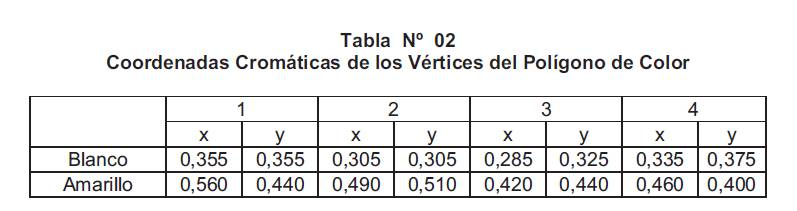 Tabla Nº 02
Coordenadas Cromáticas de los Vértices del Polígono de Color
1 2 3 4
x y x y x y x y
Blanco 0,355 0,355 0,305 0,305 0,285 0,325 0,335 0,375
Amarillo 0,560 0,440 0,490 0,510 0,420 0,440 0,460 0,400